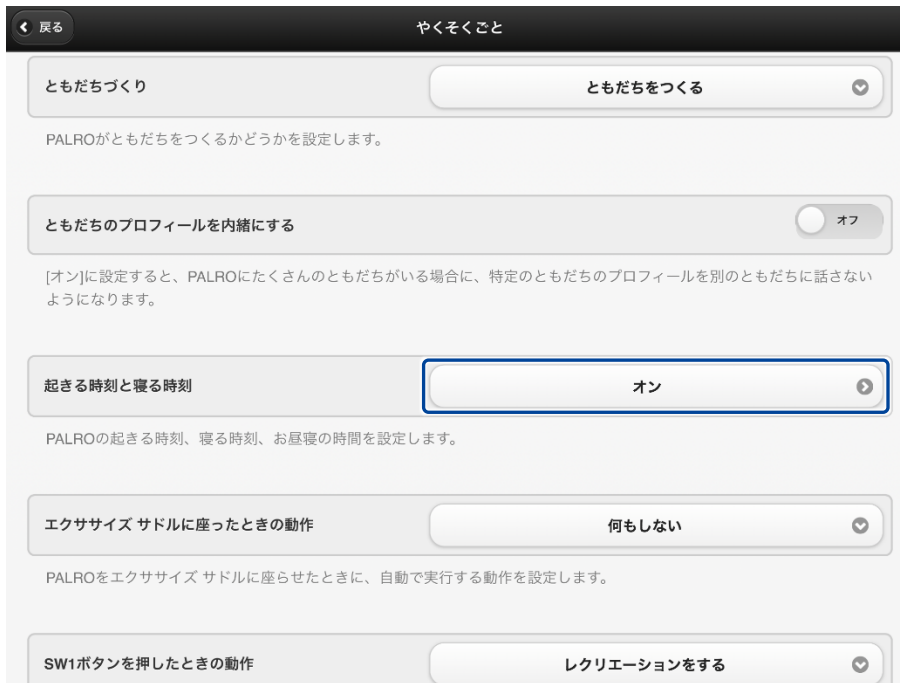 戻る
やくそくごと
ともだちづくり
ともだちをつくる
PALROがともだちをつくるかどうかを設定します。
ともだちのプロフィールを内緒にする
オフ
[オン]に設定すると、PALROにたくさんのともだちがいる場合に、特定のともだちのプロフィールを別のともだちに話さない
ようになります。
起きる時刻と寝る時刻
オン
PALROの起きる時刻、寝る時刻、お昼寝の時間を設定します。
エクササイズ サドルに座ったときの動作
何もしない
PALROをエクササイズ サドルに座らせたときに、自動で実行する動作を設定します。
SW1ボタンを押したときの動作
レクリエーションをする